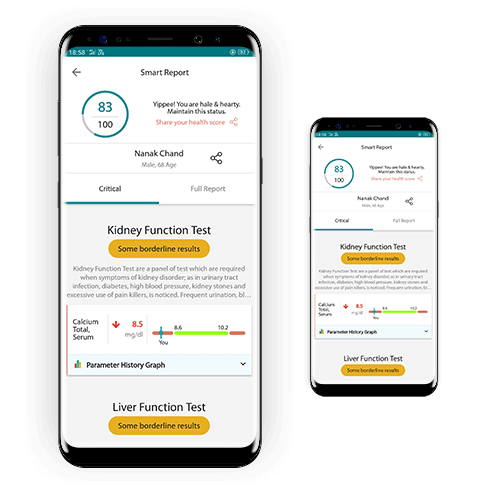 18:58
Smart Report
83
100
Yippee! You are hale & hearty.
Maintain this status.
Share your health score
Nanak Chand
Male, 68 Age
Critical
Full Report
Kidney Function Test
Some borderline results
Kidney Function Test are a panel of test which are required
when symptoms of kidney disorder; as in urinary tract
infection, diabetes, high blood pressure, kidney stones and
excessive use of pain killers, is noticed. Frequent urination, bl...
Calcium
Total,
Serum
8.5
mg/dl
8.6
10.2
You
Parameter History Graph
Liver Function Test
Some borderline results
Smart Report
83
100
Yippee! You are hale & hearty.
Maintain this status.
Share your health score
Nanak Chand
Male, 68 Age
Critical
Full Report
Kidney Function Test
Some borderline results
Kidney Function Test are a panel of test which are required
when symptoms of kidney disorder; as in urinary tract
infection, diabetes, high blood pressure, kidney stones and
excessive use of pain killers, is noticed. Frequent urination, bl...
Calcium
Total,
Serum
8.5
mg/dl
8.6
10.2
You
Parameter History Graph
Liver Function Test
Some borderline results